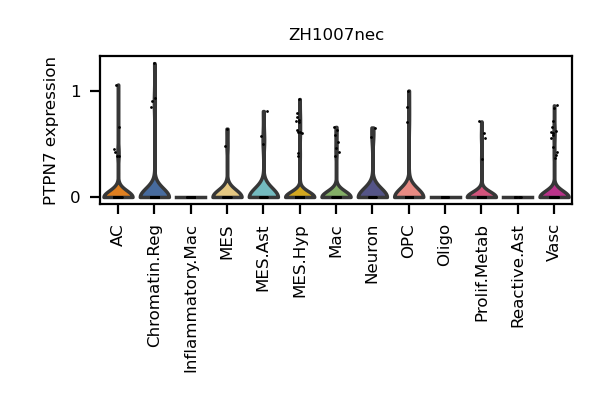 ZH1007nec
PTPN7 expression
1
0
AC
Chromatin.Reg
Inflammatory.Mac
MES
MES.Ast
MES.Hyp
Mac
Neuron
OPC
Oligo
Prolif.Metab
Reactive.Ast
Vasc